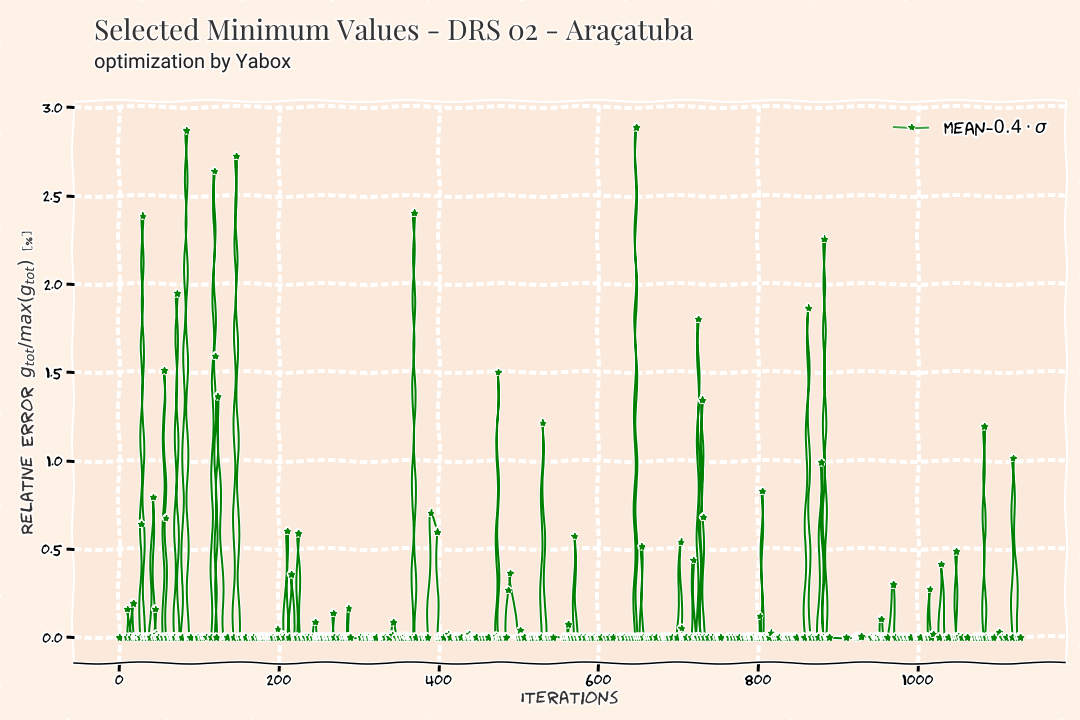 Selected Minimum Values - DRS 02 - Araçatuba
optimization by Yabox
3.0
2.5
2.0
1.5
1.0
0.5
0.0
RELATIVE ERROR g_tot/max(g_tot) [%]
MEAN-0.4 · σ
0 200 400 600 800 1000
ITERATIONS